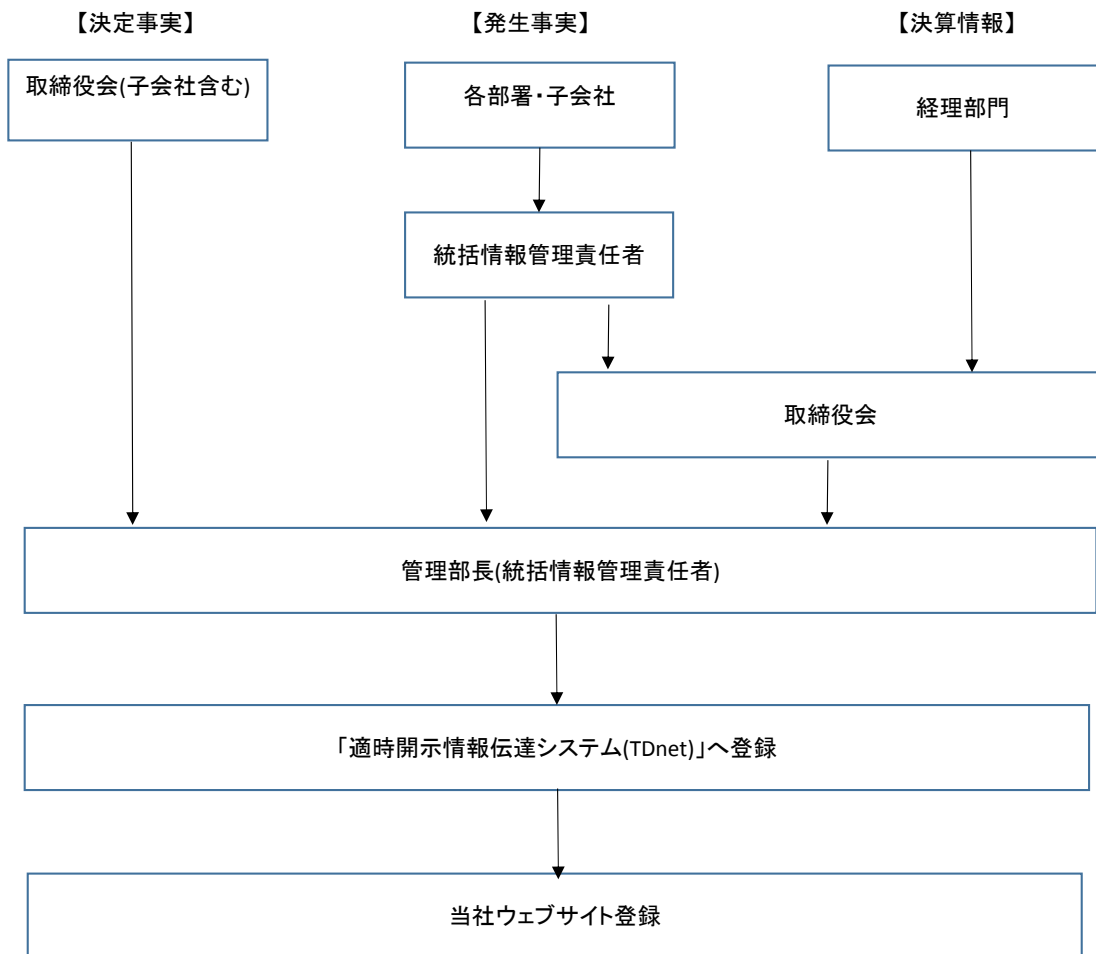 【決定事実】
【発生事実】
【決算情報】
取締役会(子会社含む)
各部署・子会社
経理部門
統括情報管理責任者
取締役会
管理部長(統括情報管理責任者)
「適時開示情報伝達システム(TDnet)」へ登録
当社ウェブサイト登録